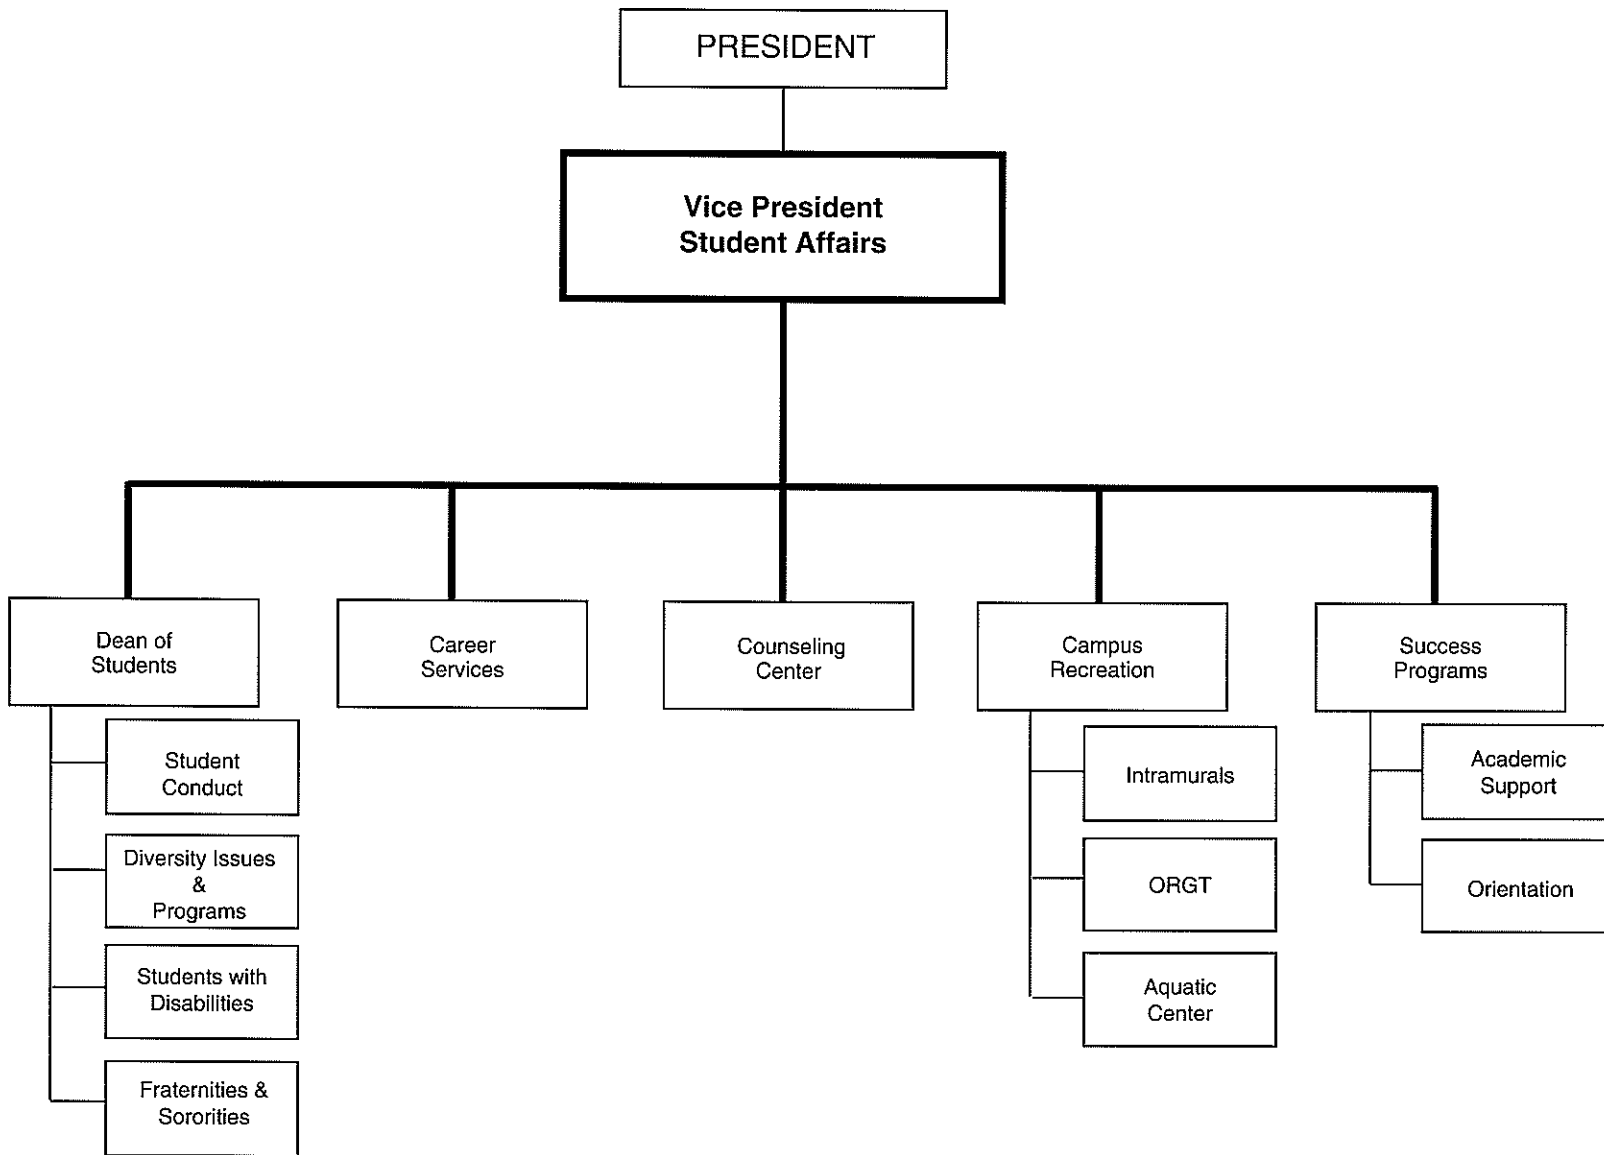 PRESIDENT
Vice President
Student Affairs
Dean of
Students
Career
Services
Counseling
Center
Campus
Recreation
Success
Programs
Student
Conduct
Diversity Issues
&
Programs
Students with
Disabilities
Fraternities &
Sororities
Intramurals
ORGT
Aquatic
Center
Academic
Support
Orientation